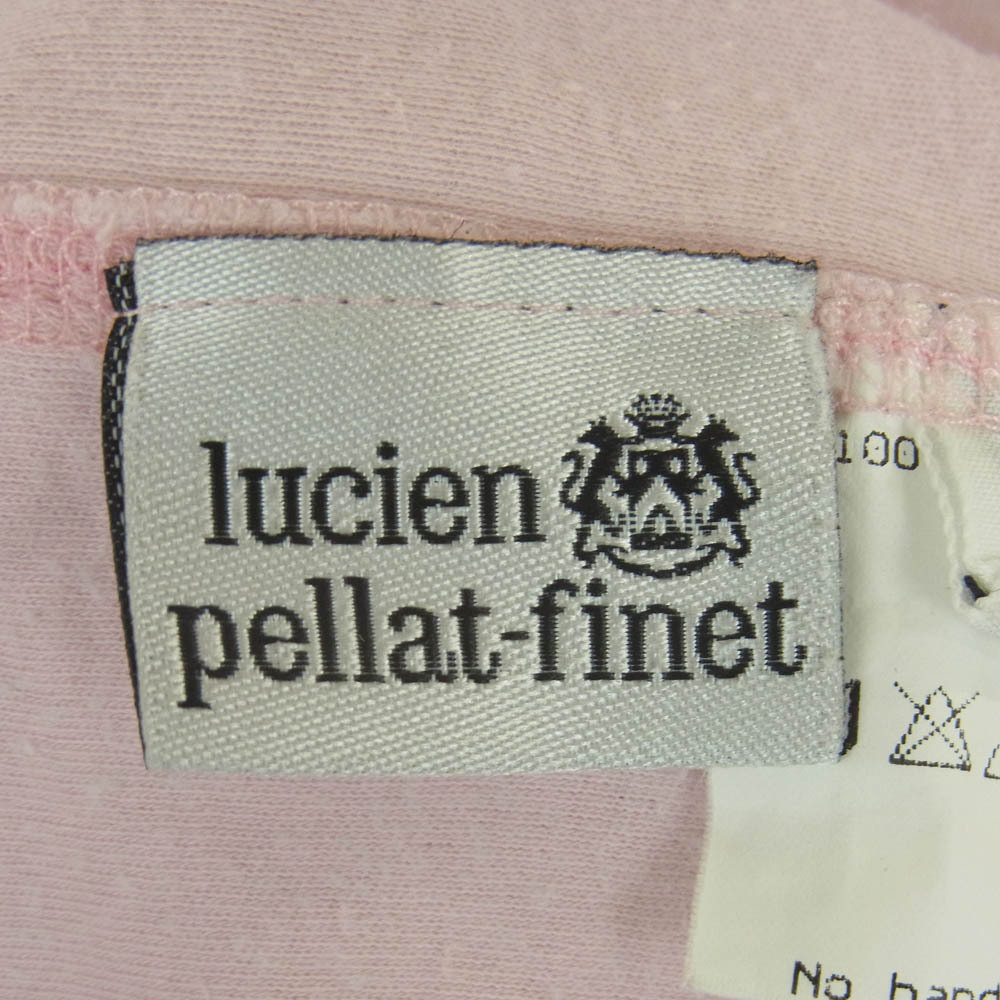 lucien
pellat-finet
100
No hand